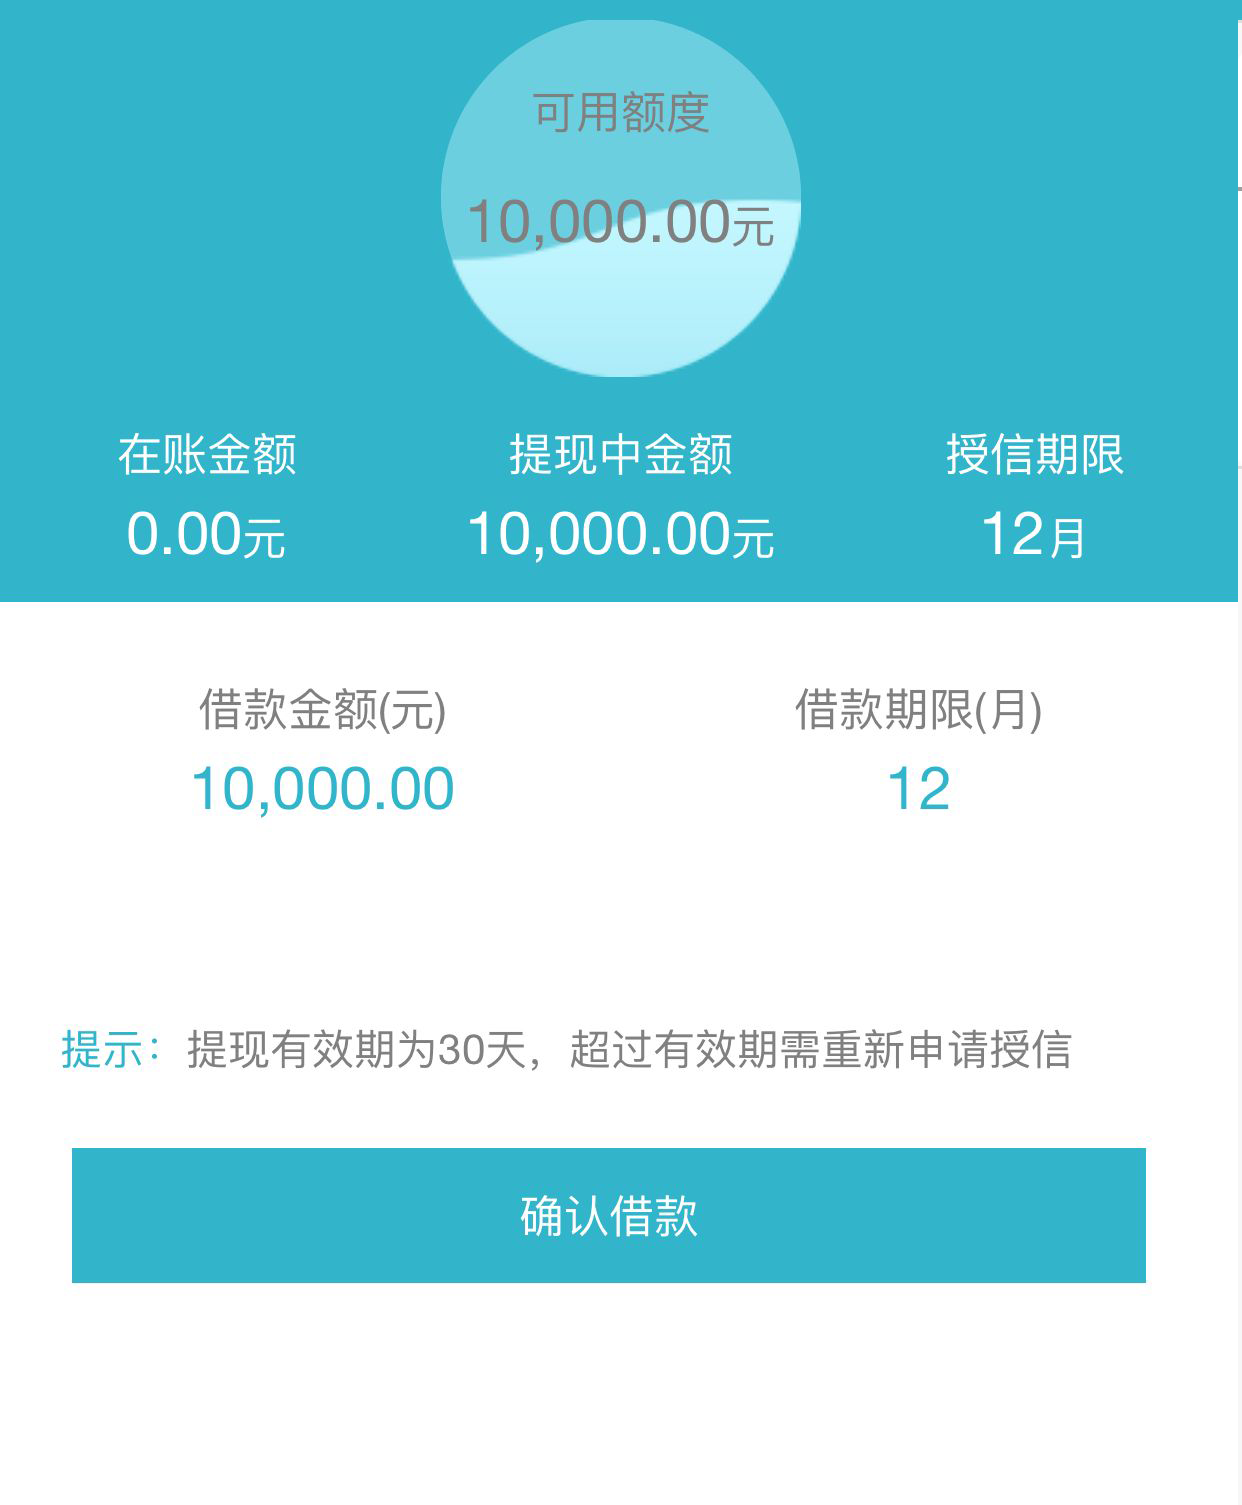 可用额度
10,000.00元
在账金额 提现中金额 授信期限
0.00元 10,000.00元 12月
借款金额(元) 借款期限(月)
10,000.00 12
提示：提现有效期为30天，超过有效期需重新申请授信
确认借款